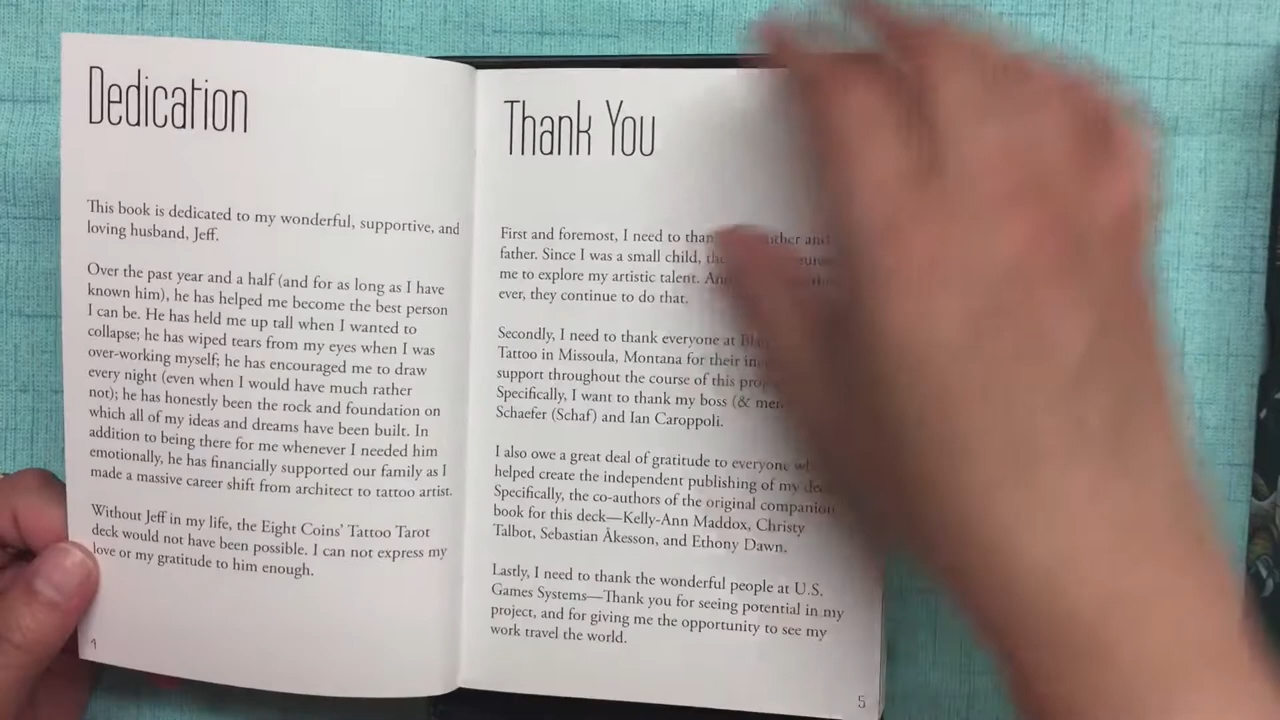 Dedication
This book is dedicated to my wonderful, supportive, and
loving husband, Jeff.
Over the past year and a half (and for as long as I have
known him), he has helped me become the best person
I can be. He has held me up tall when I wanted to
collapse; he has wiped tears from my eyes when I was
over-working myself; he has encouraged me to draw
every night (even when I would have much rather
not); he has honestly been the rock and foundation on
which all of my ideas and dreams have been built. In
addition to being there for me whenever I needed him
emotionally, he has financially supported our family as I
made a massive career shift from architect to tattoo artist.
Without Jeff in my life, the Eight Coins' Tattoo Tarot
deck would not have been possible. I can not express my
love or my gratitude to him enough.
4
Thank You
First and foremost, I need to and
father. Since I was a small child,
me to explore my artistic talent.
ever, they continue to do that.
Secondly, I need to thank everyone at
Tattoo in Missoula, Montana for their
support throughout the course of this
Specifically, I want to thank my boss (&
Schaefer (Schaf) and Ian Caroppoli.
I also owe a great deal of gratitude to everyone
helped create the independent publishing of my
Specifically, the co-authors of the original companion
book for this deck—Kelly-Ann Maddox, Christy
Talbot, Sebastian Åkesson, and Ethony Dawn.
Lastly, I need to thank the wonderful people at U.S.
Games Systems—Thank you for seeing potential in my
project, and for giving me the opportunity to see my
work travel the world.
5